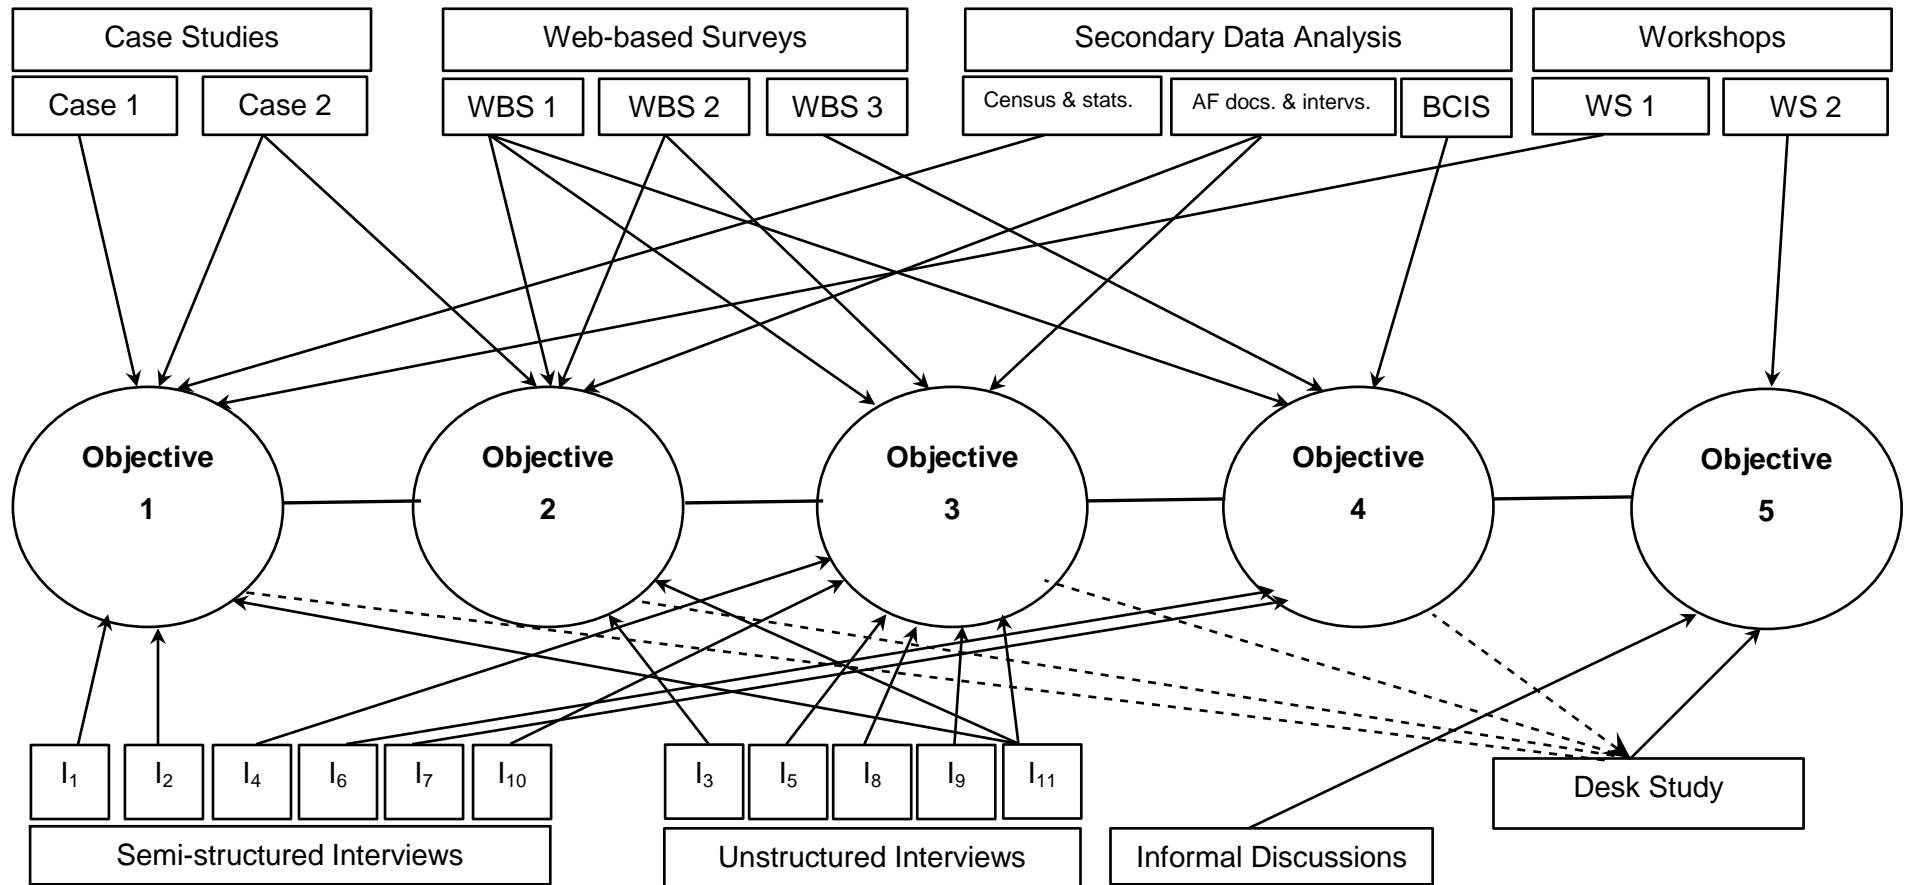 Case Studies
Web-based Surveys
Secondary Data Analysis
Workshops
Case 1
Case 2
WBS 1
WBS 2
WBS 3
Census & stats.
AF docs. & intervs.
BCIS
WS 1
WS 2
Objective
1
Objective
2
Objective
3
Objective
4
Objective
5
I₁
I₂
I₄
I₆
I₇
I₁₀
I₃
I₅
I₈
I₉
I₁₁
Desk Study
Semi-structured Interviews
Unstructured Interviews
Informal Discussions